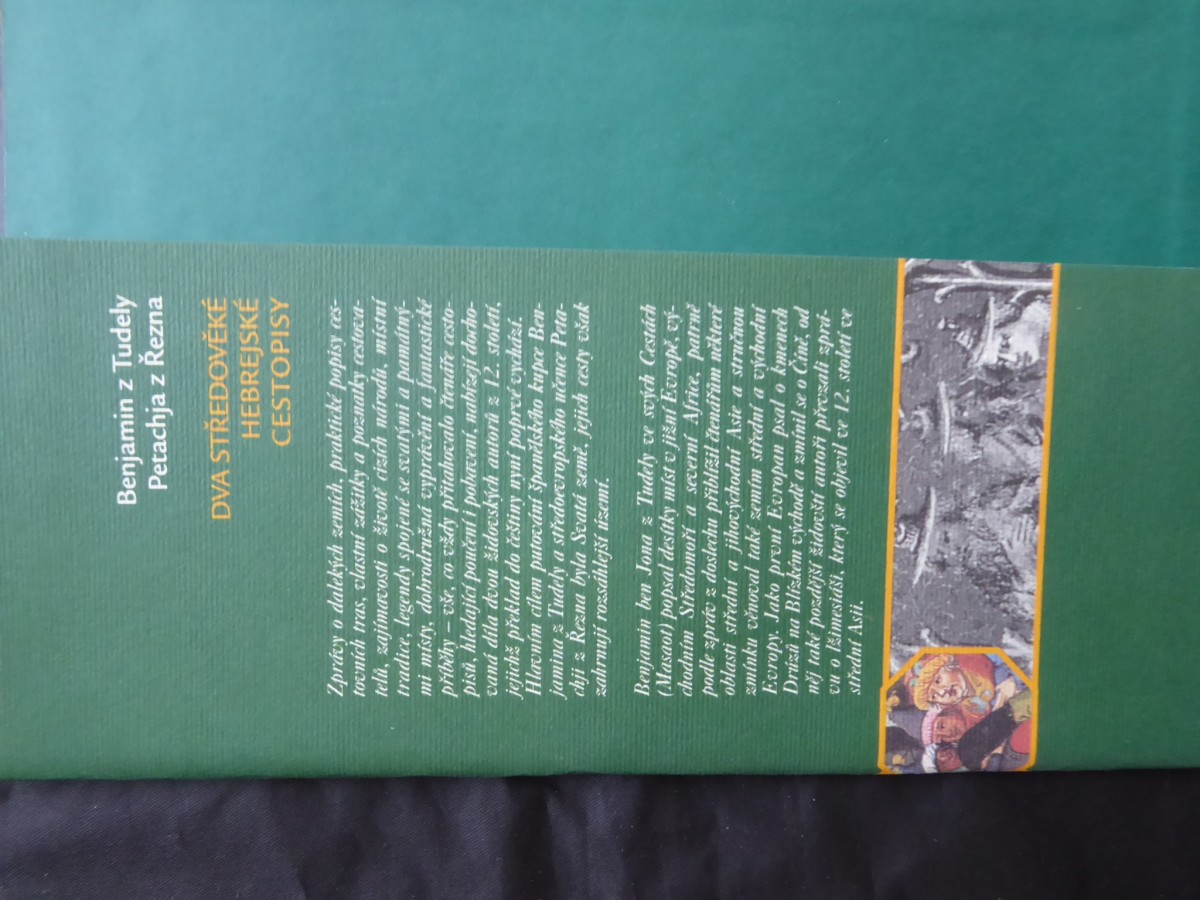 Benjamin z Tudely
Petachja z Řezna
DVA STŘEDOVĚKÉ
HEBREJSKÉ
CESTOPISY
Zprávy o dalekých zemích, praktické popisy ces-
tovních tras, vlastní zážitky a poznatky cestova-
telů, zajímavosti o životě cizích národů, místní
tradice, legendy spojené se svatými a památný-
mi místy, dobrodružná vyprávění a fantastické
příběhy – vše, co vždy přitahovalo čtenáře cesto-
pisů, hledající poučení i pobavení, nabízejí docho-
vaná díla dvou židovských autorů z 12. století,
jejichž překlad do češtiny nyní poprvé vychází.
Hlavním cílem putování španělského kupce Ben-
jamina z Tudely a středoevropského učence Peta-
chji z Řezna byla Svatá země, jejich cesty však
zahrnují rozsáhlejší území.
Benjamin ben Jona z Tudely ve svých Cestách
(Masaot) popsal desítky míst v jižní Evropě, vý-
chodním Středomoří a severní Africe, patrně
podle zpráv z doslechu přiblížil čtenářům některé
oblasti střední a jihovýchodní Asie a stručnou
zmínku věnoval také zemím střední a východní
Evropy. Jako první Evropan psal o kmenech
Drúzů na Blízkém východě a zmínil se o Číně, od
něj také pozdější židovští autoři převzali zprá-
vu o lžimesiáši, který se objevil ve 12. století ve
střední Asii.